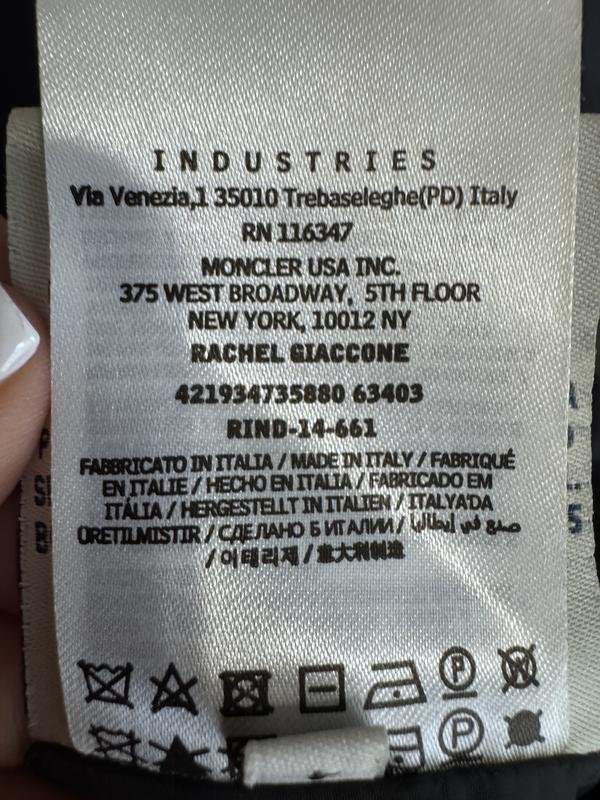 INDUSTRIES
Via Venezia,1 35010 Trebaseleghe(PD) Italy
RN 116347
MONCLER USA INC.
375 WEST BROADWAY, 5TH FLOOR
NEW YORK, 10012 NY
RACHEL GIACCONE
421934735880 63403
RIND-14-661
FABBRICATO IN ITALIA / MADE IN ITALY / FABRIQUÉ
EN ITALIE / HECHO EN ITALIA / FABRICADO EM
ITÁLIA / HERGESTELLT IN ITALIEN / ITALYA'DA
ÜRETILMISTIR / СДЕЛАНО Б ИТАЛИИ / صنع في إيطاليا
/ 이태리제 / 意大利制造
P
P